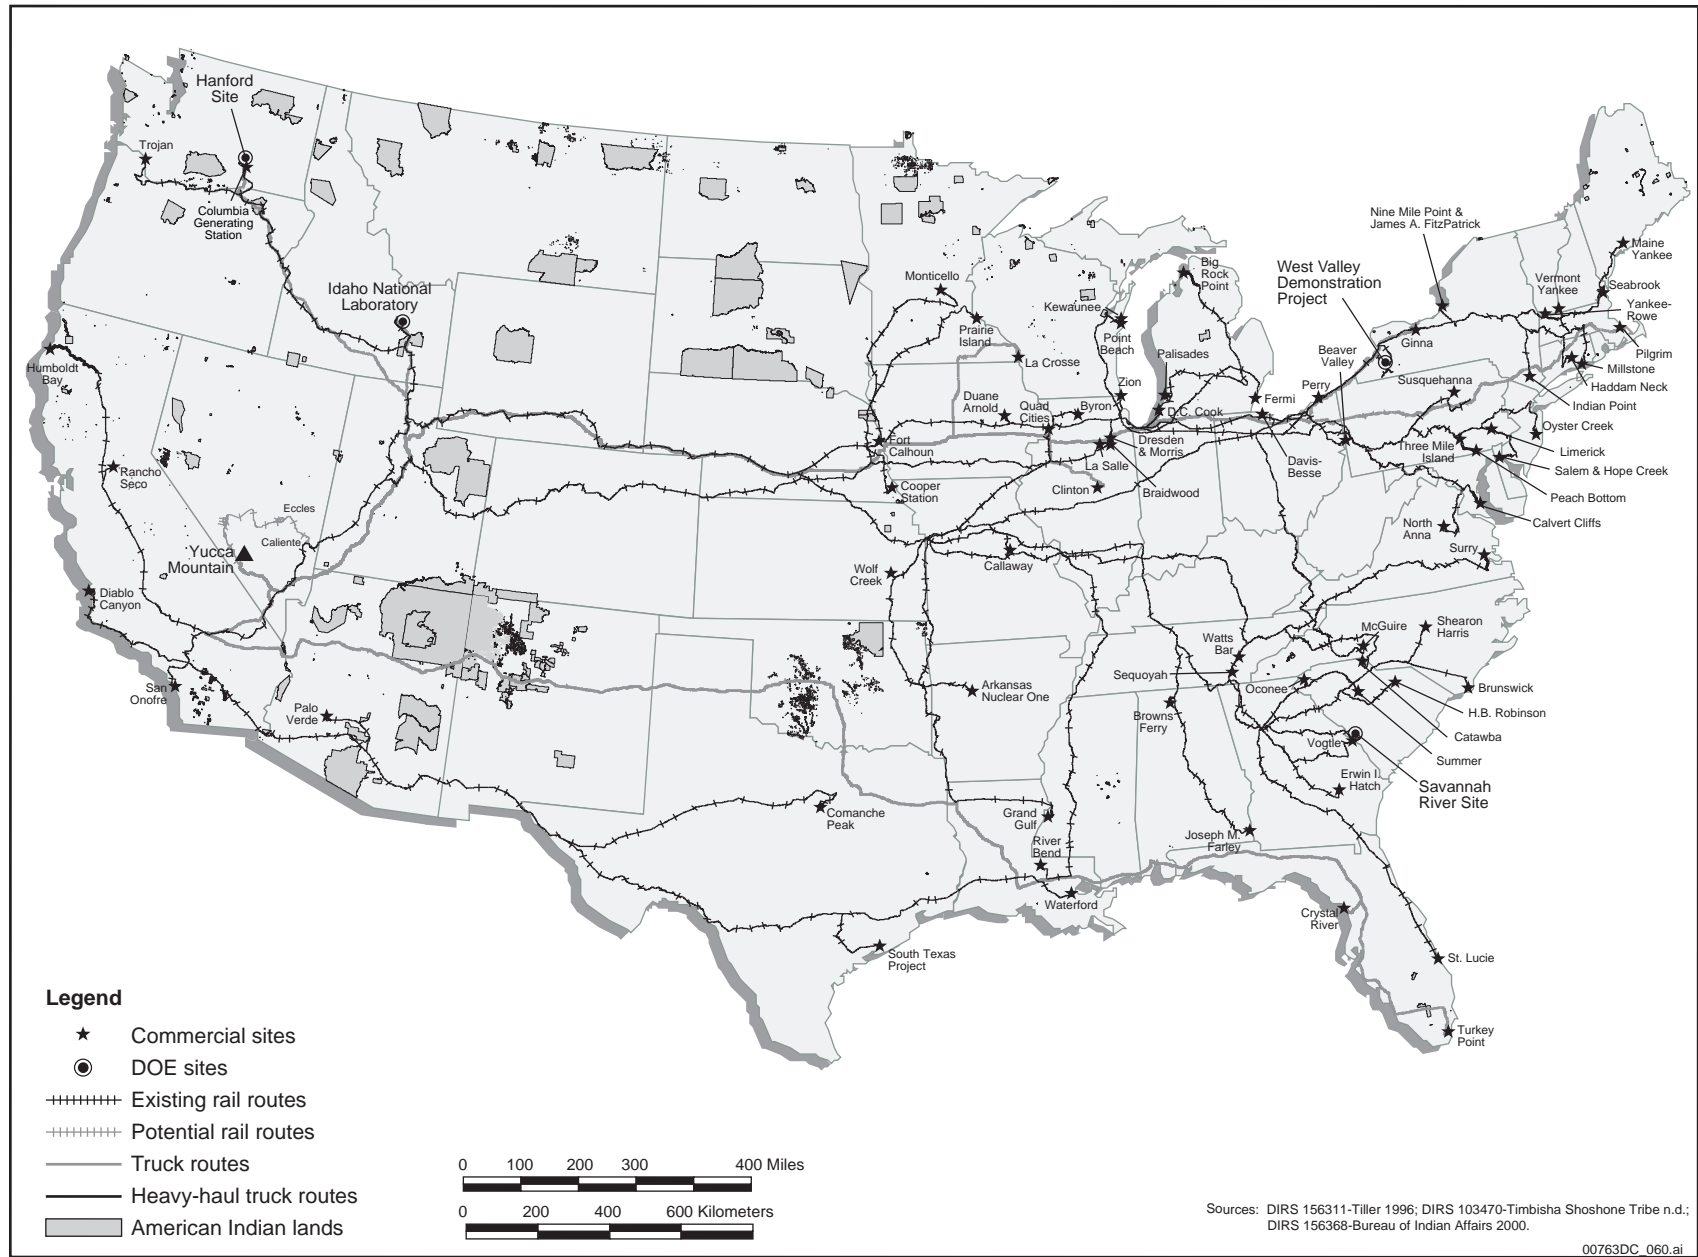 Hanford
Site
Trojan
Columbia
Generating
Station
Idaho National
Laboratory
Humboldt
Bay
Rancho
Seco
Eccles
Caliente
Yucca
Mountain
Diablo
Canyon
San
Onofre
Palo
Verde
Monticello
Prairie
Island
La Crosse
Kewaunee
Point
Beach
Big
Rock
Point
Palisades
Zion
Duane
Arnold
Quad
Cities
Byron
D.C. Cook
Fermi
Perry
Beaver
Valley
Fort
Calhoun
Cooper
Station
Dresden
& Morris
La Salle
Clinton
Braidwood
Davis-
Besse
Nine Mile Point &
James A. FitzPatrick
West Valley
Demonstration
Project
Maine
Yankee
Vermont
Yankee
Seabrook
Yankee-
Rowe
Ginna
Pilgrim
Millstone
Haddam Neck
Susquehanna
Indian Point
Oyster Creek
Three Mile
Island
Limerick
Salem & Hope Creek
Peach Bottom
Calvert Cliffs
North
Anna
Surry
Wolf
Creek
Callaway
McGuire
Shearon
Harris
Watts
Bar
Sequoyah
Oconee
Brunswick
H.B. Robinson
Catawba
Summer
Browns
Ferry
Vogtle
Erwin I.
Hatch
Savannah
River Site
Arkansas
Nuclear One
Comanche
Peak
Grand
Gulf
River
Bend
Waterford
Joseph M.
Farley
Crystal
River
South Texas
Project
St. Lucie
Turkey
Point
Legend
Commercial sites
DOE sites
Existing rail routes
Potential rail routes
Truck routes
Heavy-haul truck routes
American Indian lands
0 100 200 300 400 Miles
0 200 400 600 Kilometers
Sources: DIRS 156311-Tiller 1996; DIRS 103470-Timbisha Shoshone Tribe n.d.;
DIRS 156368-Bureau of Indian Affairs 2000.
00763DC_060.ai